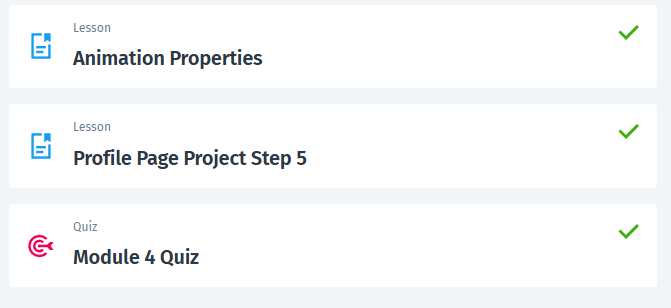 Lesson
Animation Properties
Lesson
Profile Page Project Step 5
Quiz
Module 4 Quiz